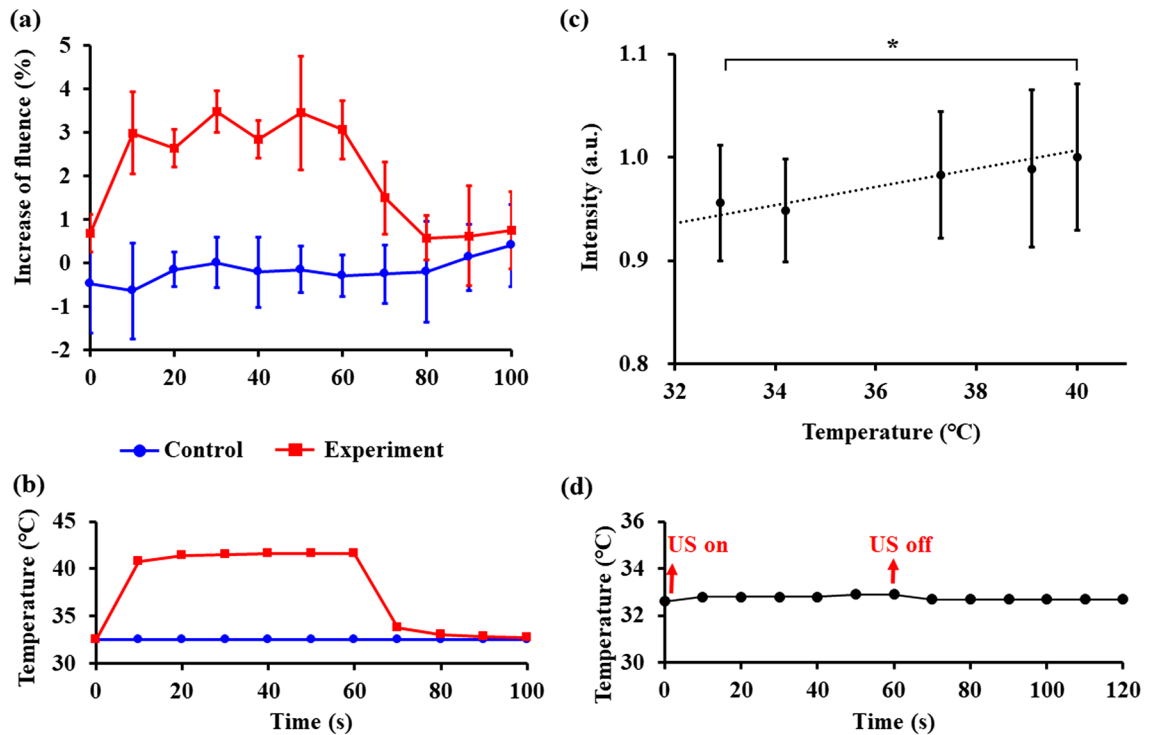 (a)
Increase of fluence (%)
5
4
3
2
1
0
-1
-2
0 20 40 60 80 100
Control Experiment
(b)
Temperature (°C)
45
40
35
30
0 20 40 60 80 100
Time (s)
(c)
Intensity (a.u.)
*
1.1
1.0
0.9
0.8
32 34 36 38 40
Temperature (°C)
(d)
Temperature (°C)
36
33
32
30
US on US off
0 20 40 60 80 100 120
Time (s)